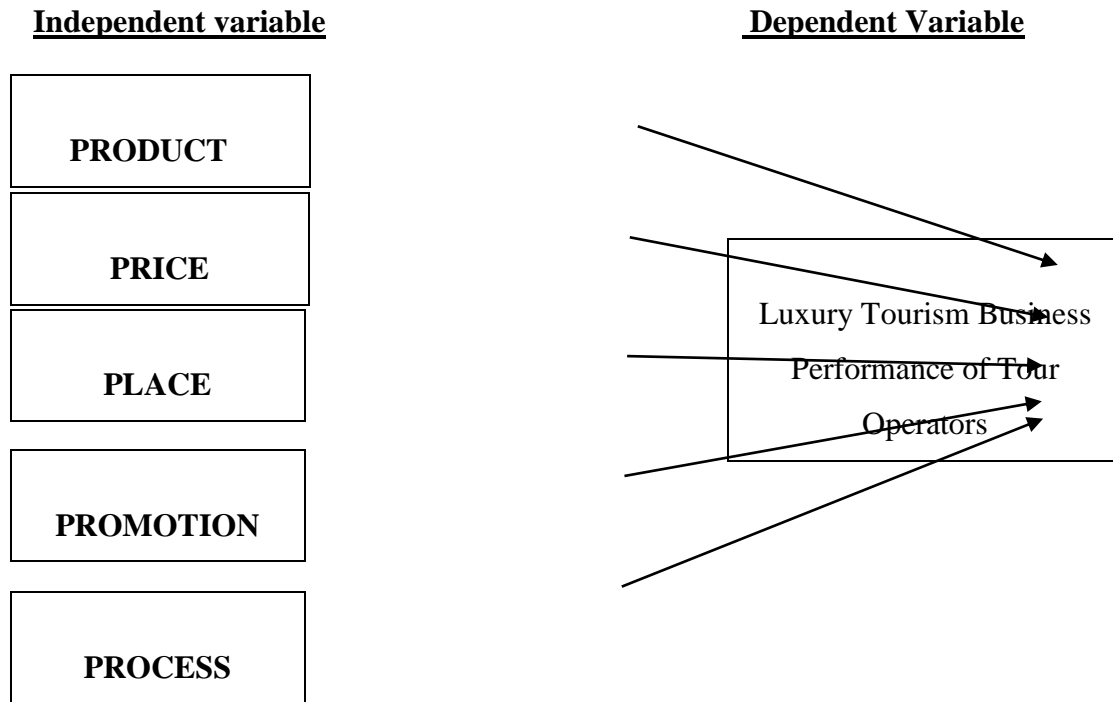 Independent variable
Dependent Variable
PRODUCT
PRICE
PLACE
PROMOTION
PROCESS
Luxury Tourism Business
Performance of Tour
Operators